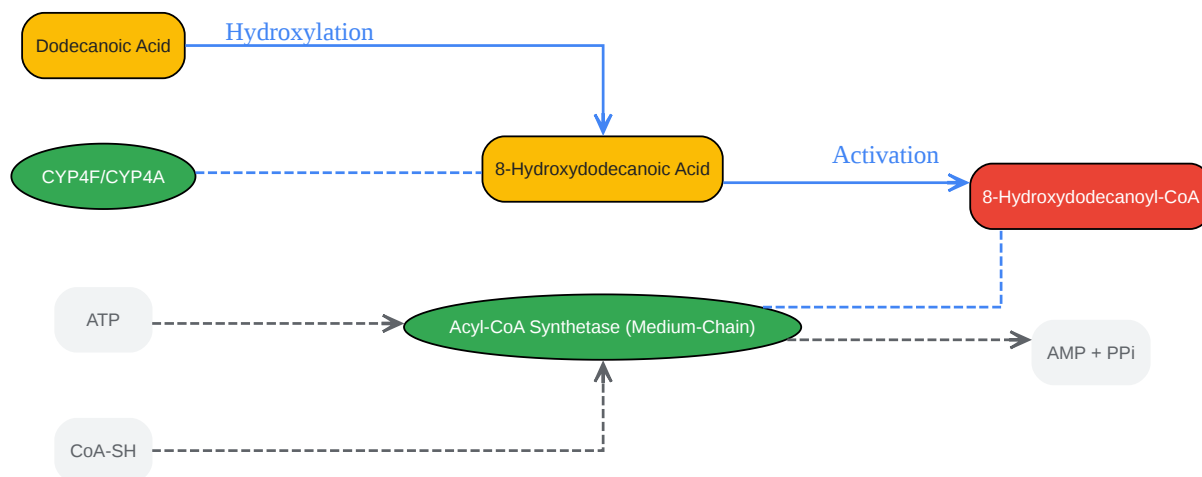 Dodecanoic Acid
Hydroxylation
CYP4F/CYP4A
8-Hydroxydodecanoic Acid
Activation
8-Hydroxydodecanoyl-CoA
ATP
Acyl-CoA Synthetase (Medium-Chain)
AMP + PPi
CoA-SH